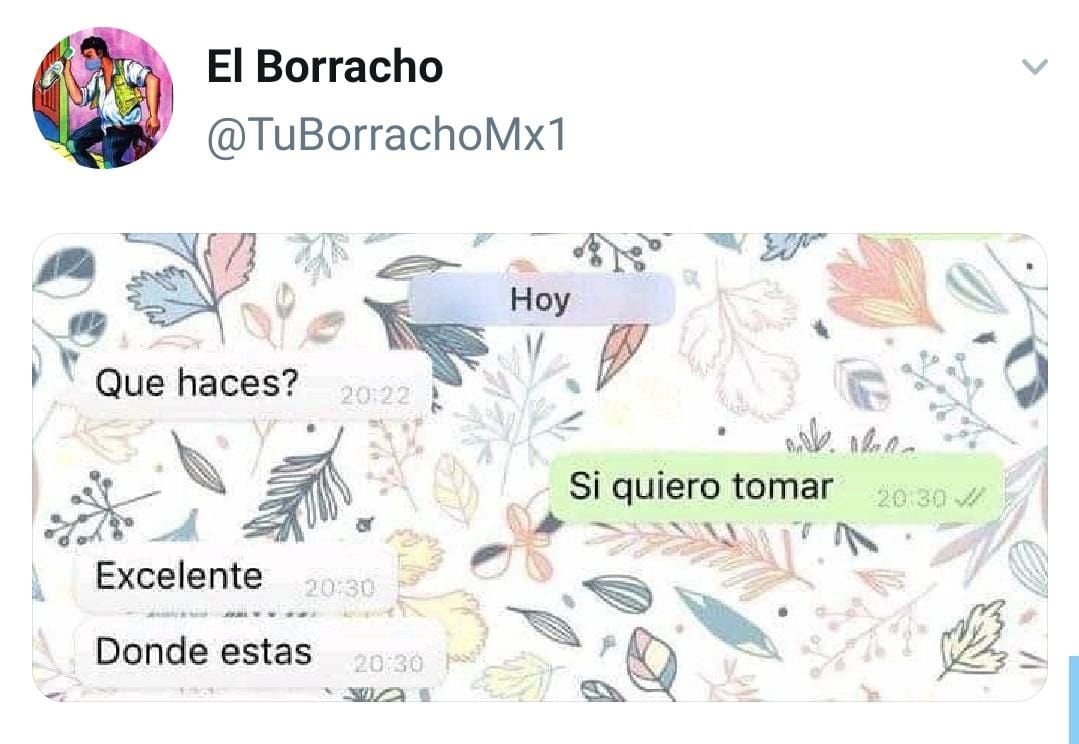 El Borracho
@TuBorrachoMx1
Hoy
Que haces? 20:22
Si quiero tomar 20:30
Excelente 20:30
Donde estas 20:30